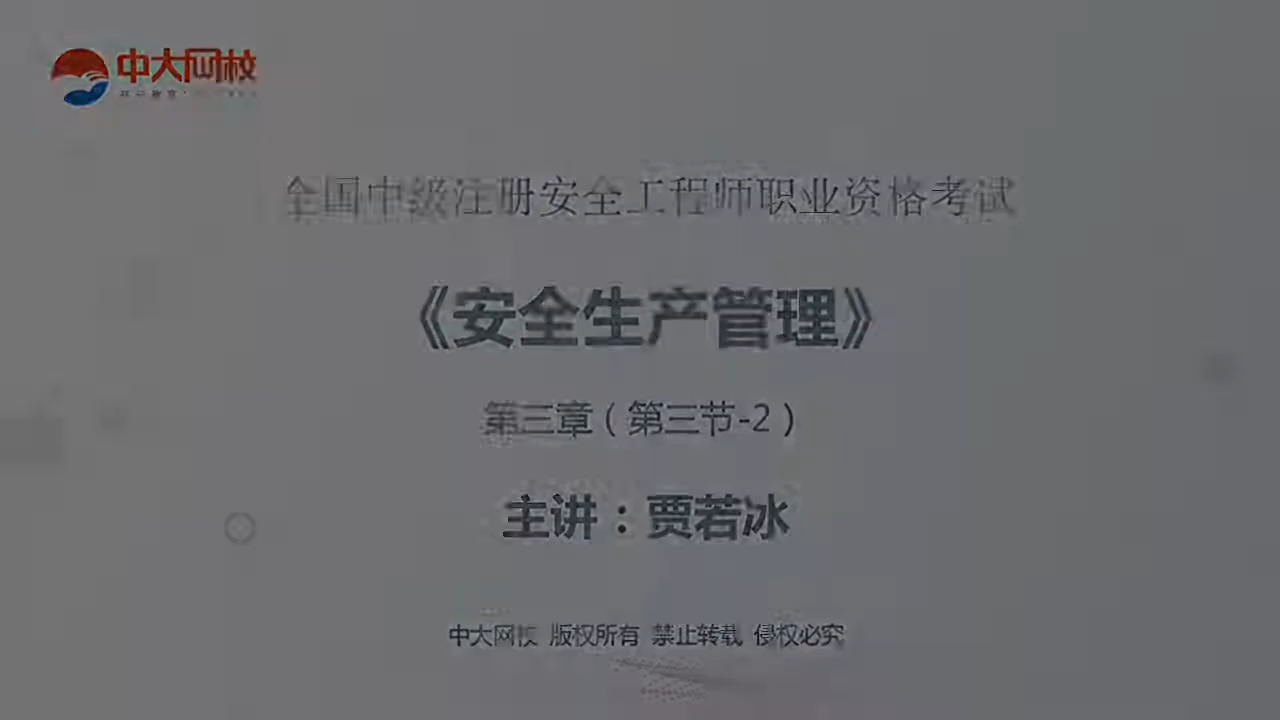 中大网校
全国中级注册安全工程师职业资格考试
《安全生产管理》
第三章（第三节-2）
主讲：贾若冰
中大网校 版权所有 禁止转载 侵权必究